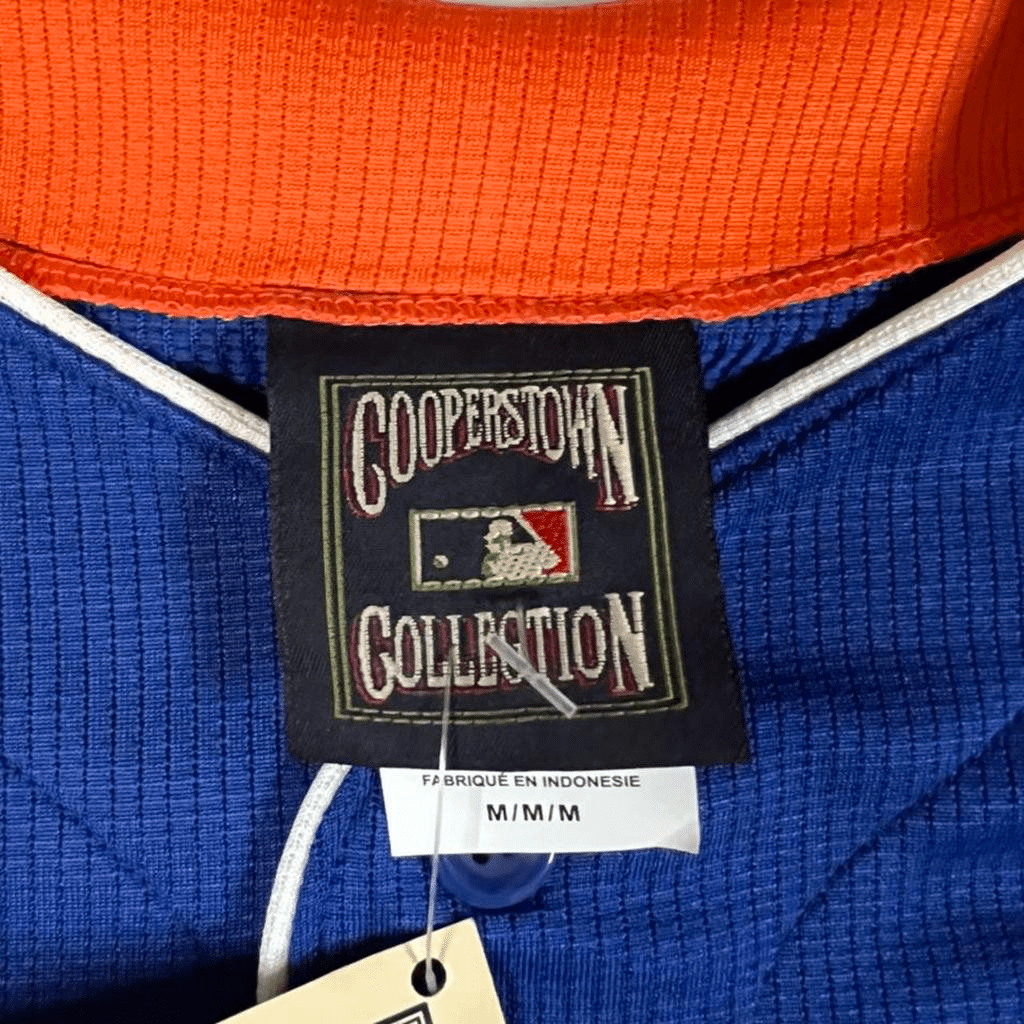 COOPERSTOWN
COLLECTION
FABRIQUÉ EN INDONESIE
M/M/M